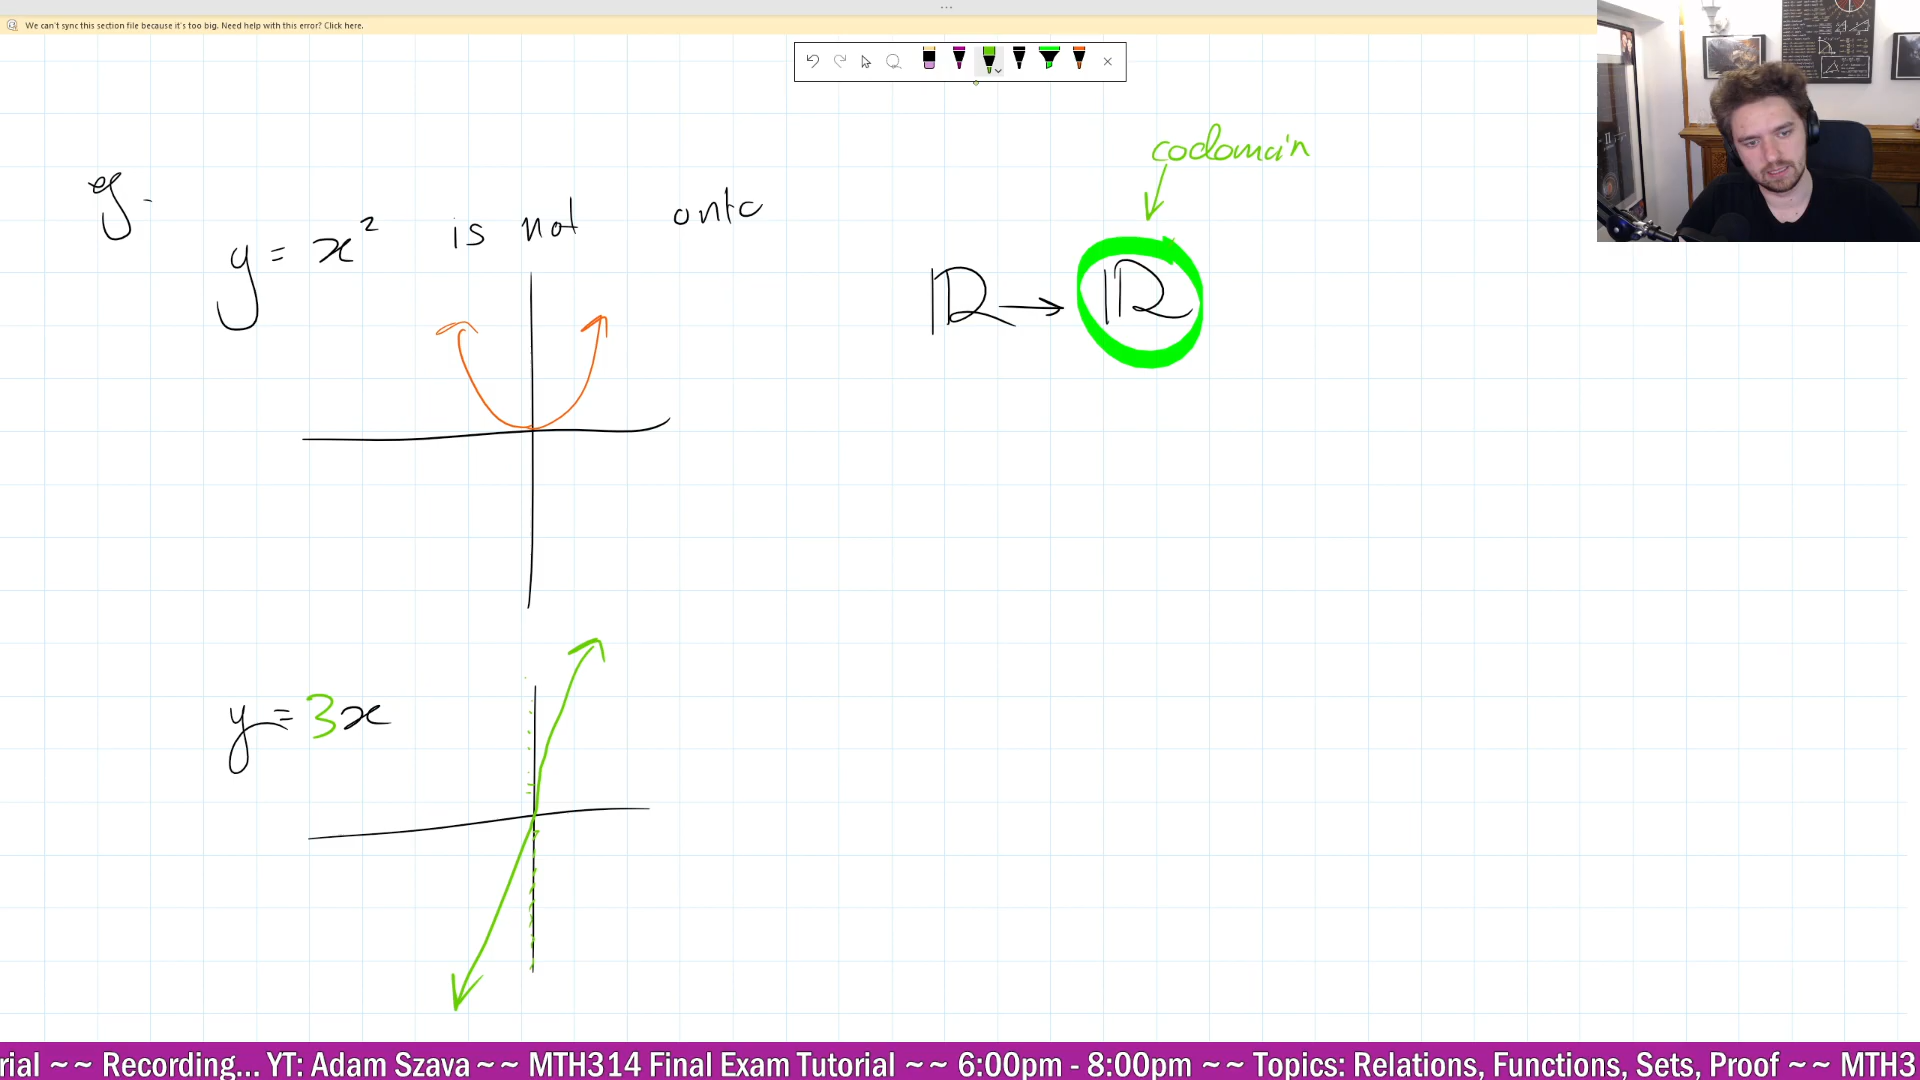 We can't sync this section file because it's too big. Need help with this error? Click here.
codomain
eg.
y = x² is not onto
ℝ → ℝ
y = 3x
rial ~~ Recording... YT: Adam Szava ~~ MTH314 Final Exam Tutorial ~~ 6:00pm - 8:00pm ~~ Topics: Relations, Functions, Sets, Proof ~~ MTH3